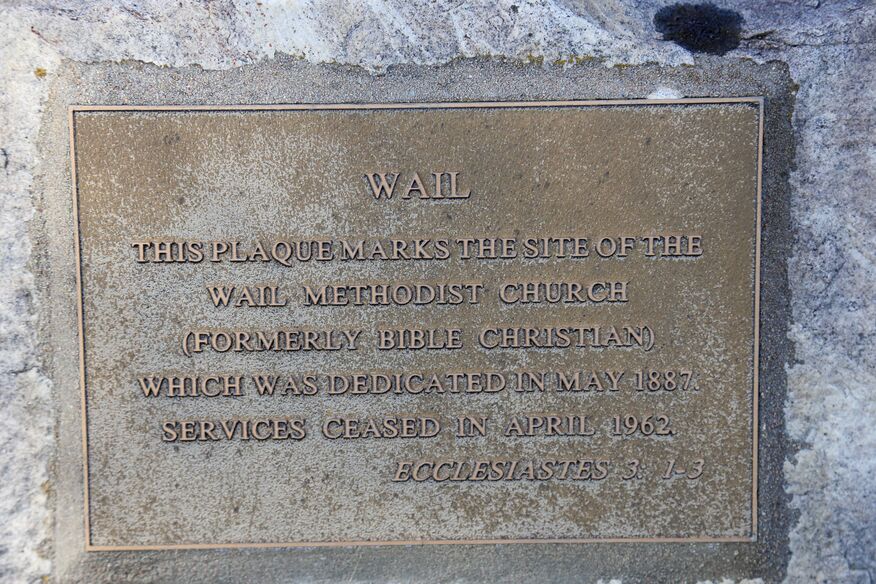 WAIL
THIS PLAQUE MARKS THE SITE OF THE
WAIL METHODIST CHURCH
(FORMERLY BIBLE CHRISTIAN)
WHICH WAS DEDICATED IN MAY 1887.
SERVICES CEASED IN APRIL 1962.
ECCLESIASTES 3: 1-3